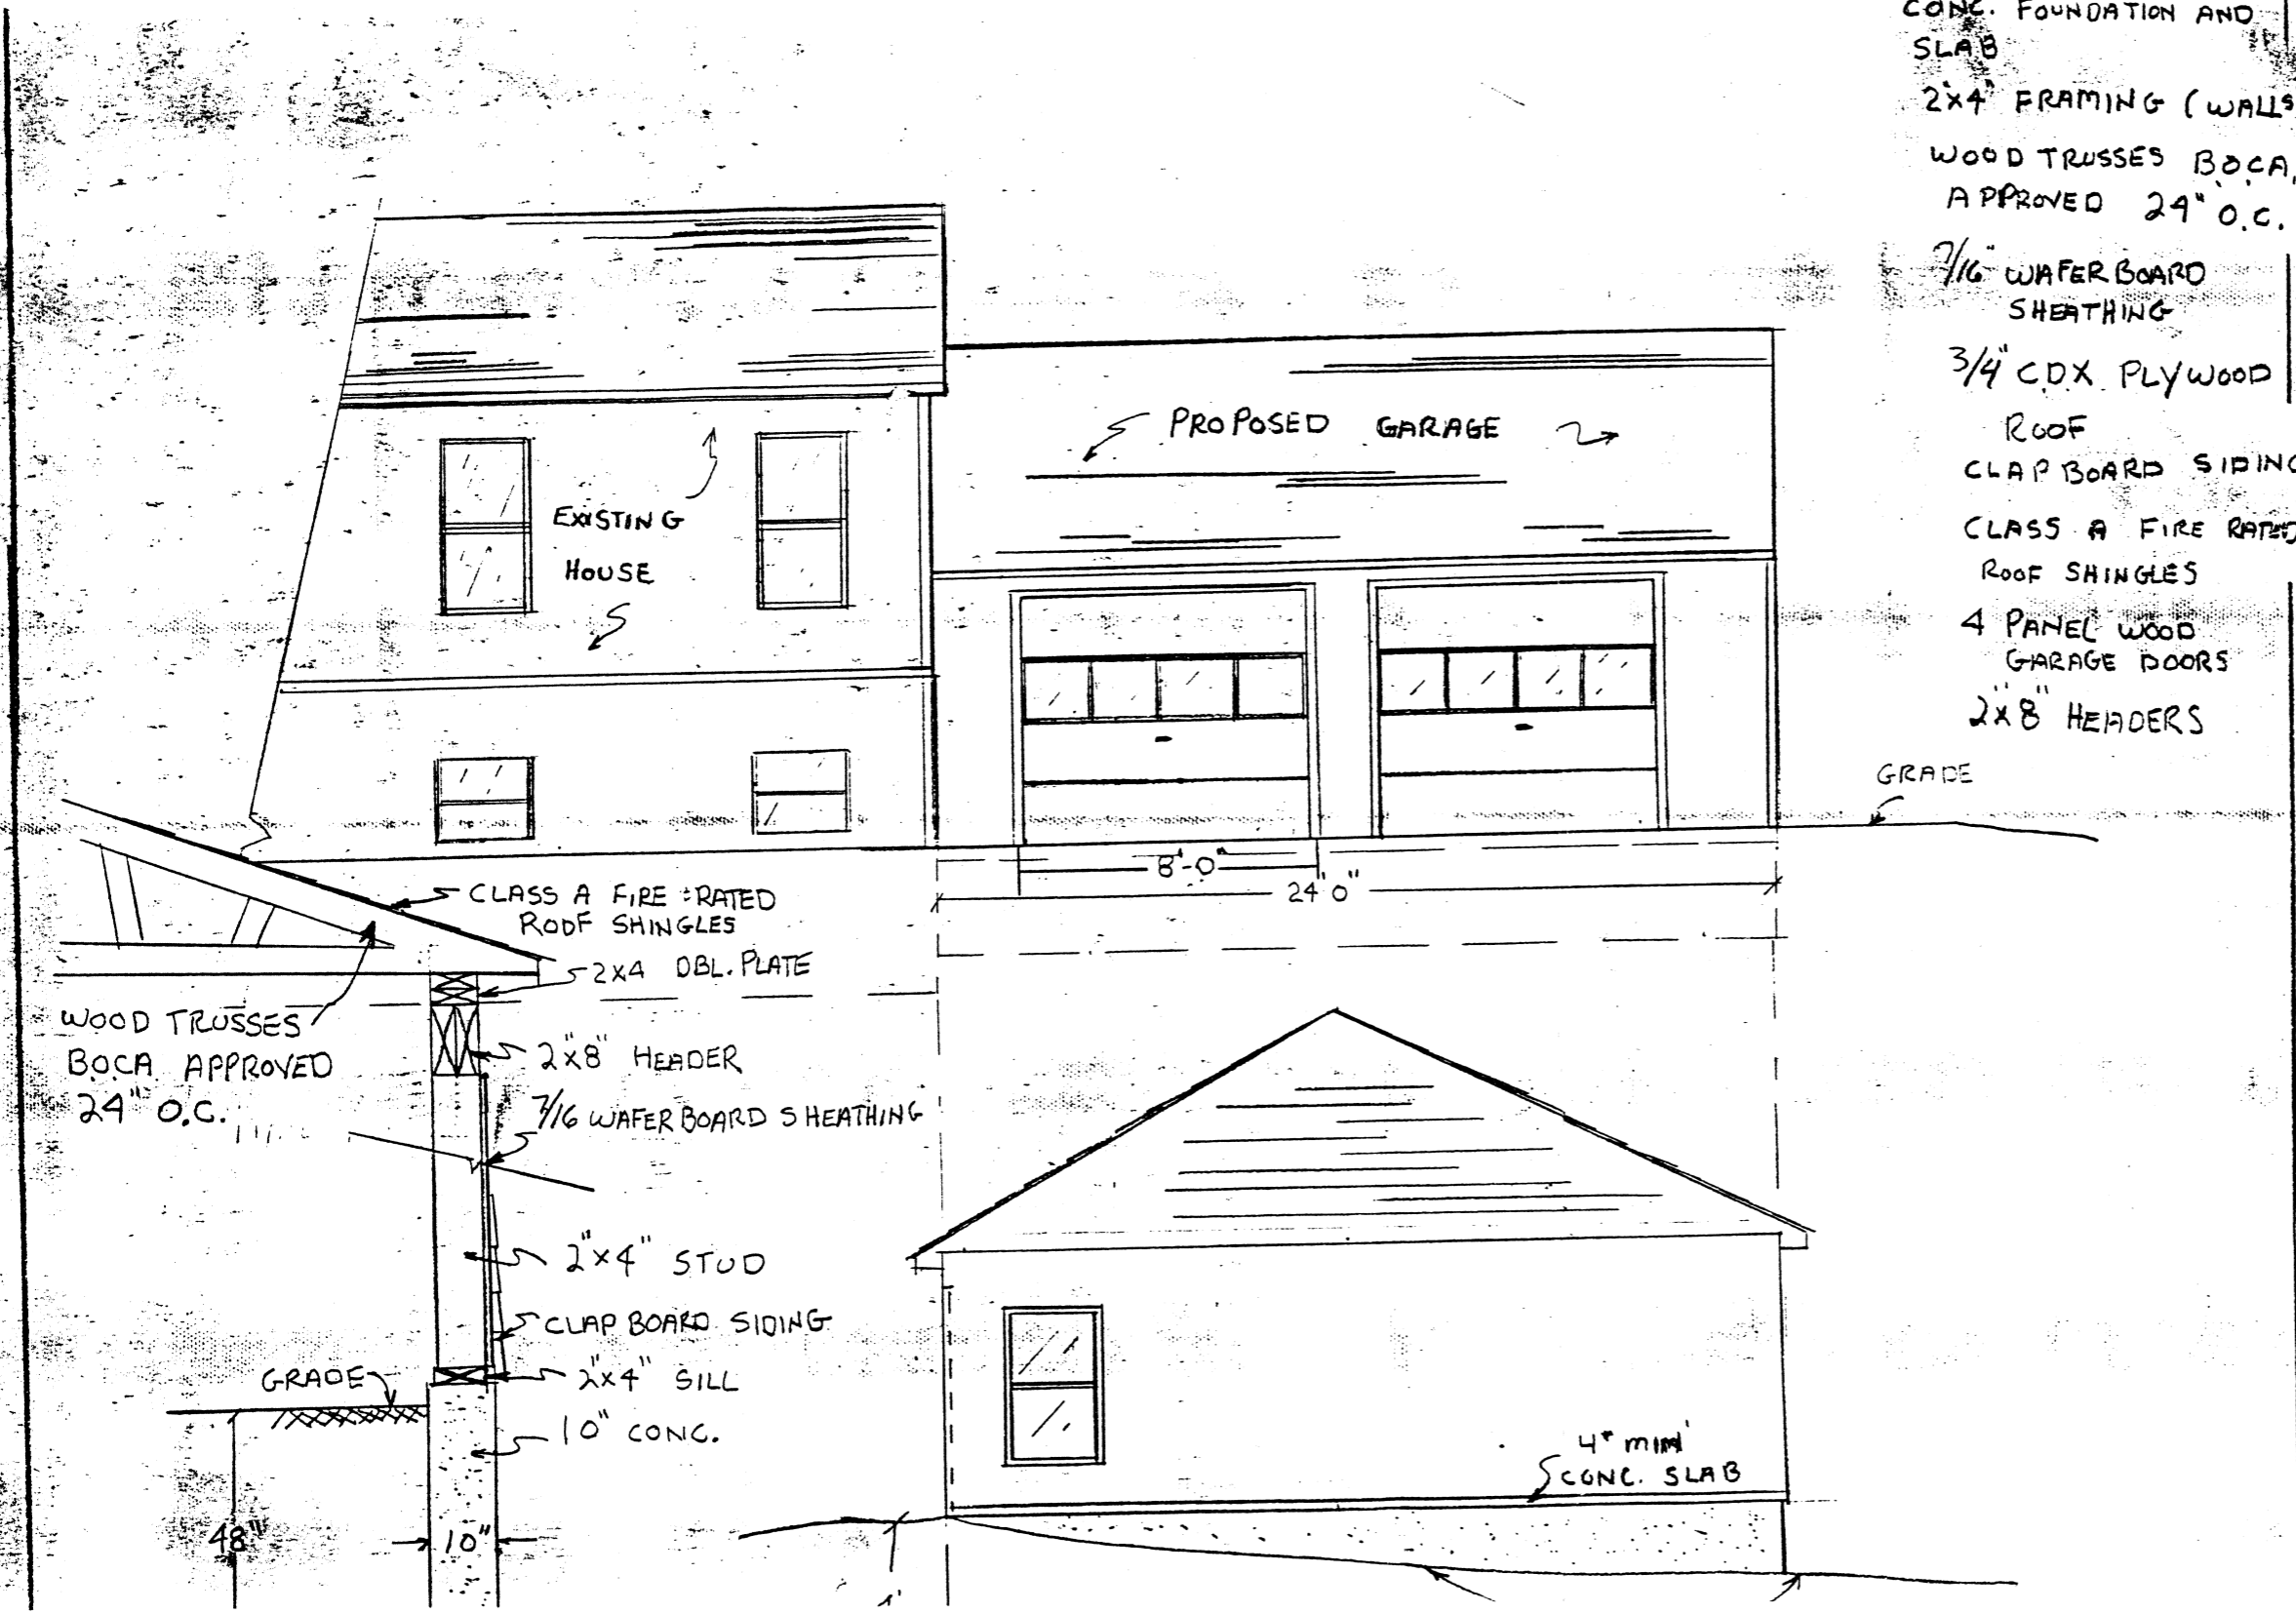 CONC. FOUNDATION AND
SLAB
2"x4" FRAMING (WALLS
WOOD TRUSSES B.O.C.A.
APPROVED 24" O.C.
7/16" WAFER BOARD
SHEATHING
3/4" CDX PLYWOOD
ROOF
CLAP BOARD SIDING
CLASS A FIRE RATED
ROOF SHINGLES
4 PANEL WOOD
GARAGE DOORS
2"x8" HEADERS
PROPOSED GARAGE
EXISTING
HOUSE
GRADE
8'-0"
24'0"
CLASS A FIRE RATED
ROOF SHINGLES
2x4 DBL. PLATE
WOOD TRUSSES
B.O.C.A. APPROVED
24" O.C.
2"x8" HEADER
7/16 WAFER BOARD SHEATHING
2"x4" STUD
CLAP BOARD SIDING
GRADE
2"x4" SILL
10" CONC.
48"
10"
4" MIN
CONC. SLAB